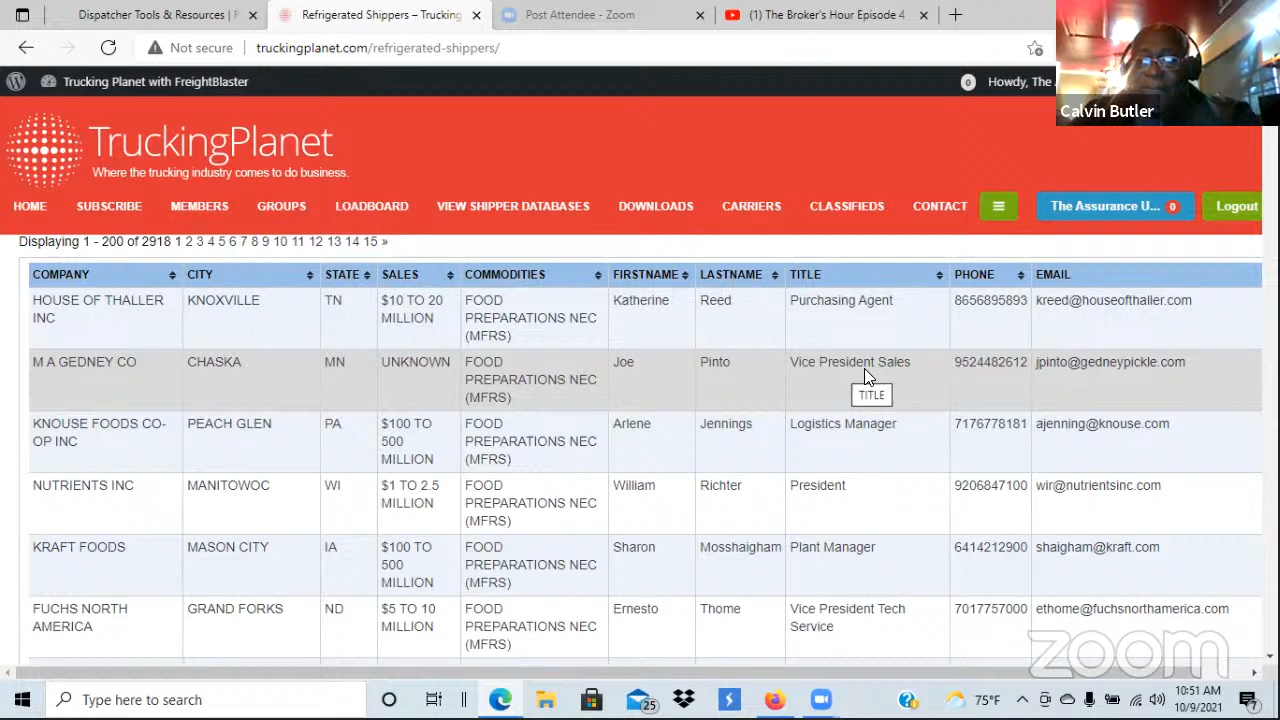 Dispatcher Tools & Resources | P
Refrigerated Shippers – Trucking
Post Attendee - Zoom
(1) The Broker's Hour Episode 4
Not secure
truckingplanet.com/refrigerated-shippers/
Trucking Planet with FreightBlaster
0
Howdy, The
Calvin Butler
TruckingPlanet
Where the trucking industry comes to do business.
HOME SUBSCRIBE MEMBERS GROUPS LOADBOARD VIEW SHIPPER DATABASES DOWNLOADS CARRIERS CLASSIFIEDS CONTACT The Assurance U... 0 Logout
Displaying 1 - 200 of 2918 1 2 3 4 5 6 7 8 9 10 11 12 13 14 15 »
COMPANY CITY STATE SALES COMMODITIES FIRSTNAME LASTNAME TITLE PHONE EMAIL
HOUSE OF THALLER KNOXVILLE TN $10 TO 20 FOOD Katherine Reed Purchasing Agent 8656895893 kreed@houseofthaller.com
INC MILLION PREPARATIONS NEC
(MFRS)
M A GEDNEY CO CHASKA MN UNKNOWN FOOD Joe Pinto Vice President Sales 9524482612 jpinto@gedneypickle.com
PREPARATIONS NEC
(MFRS)
TITLE
KNOUSE FOODS CO- PEACH GLEN PA $100 TO FOOD Arlene Jennings Logistics Manager 7176778181 ajenning@knouse.com
OP INC 500 PREPARATIONS NEC
MILLION (MFRS)
NUTRIENTS INC MANITOWOC WI $1 TO 2.5 FOOD William Richter President 9206847100 wir@nutrientsinc.com
MILLION PREPARATIONS NEC
(MFRS)
KRAFT FOODS MASON CITY IA $100 TO FOOD Sharon Mosshaigham Plant Manager 6414212900 shaigham@kraft.com
500 PREPARATIONS NEC
MILLION (MFRS)
FUCHS NORTH GRAND FORKS ND $5 TO 10 FOOD Ernesto Thome Vice President Tech 7017757000 ethome@fuchsnorthamerica.com
AMERICA MILLION PREPARATIONS NEC Service
(MFRS)
zoom
Type here to search
25
75°F
10:51 AM
10/9/2021
7